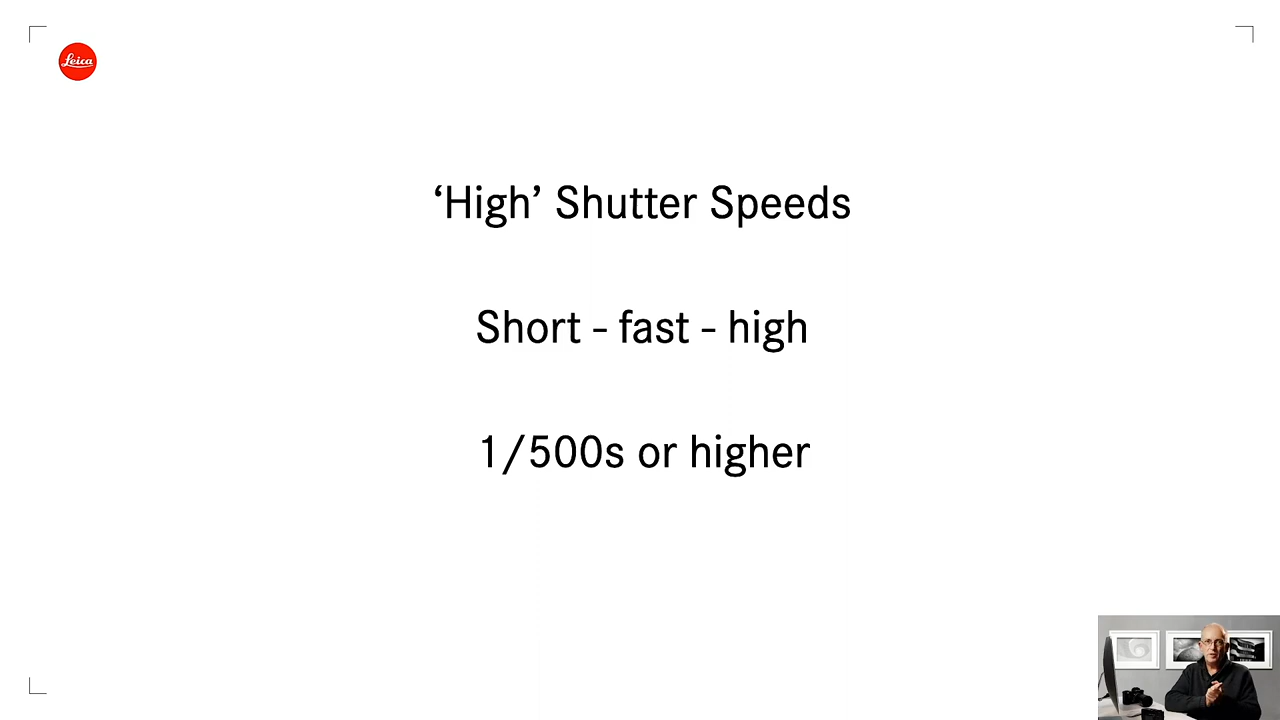 Leica
‘High’ Shutter Speeds
Short - fast - high
1/500s or higher